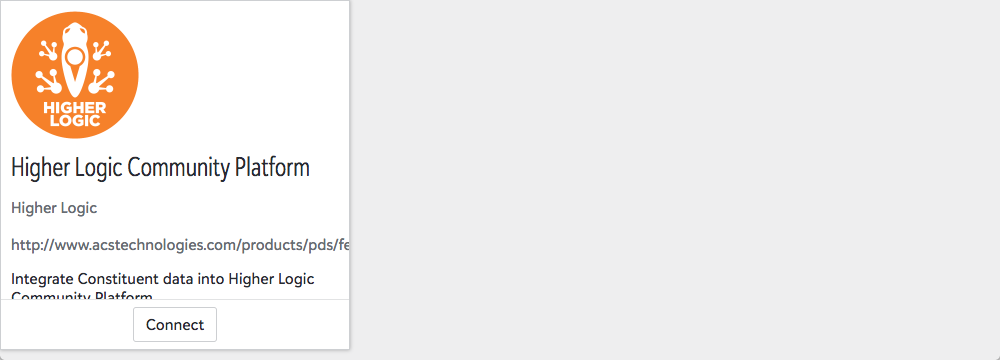 HIGHER
LOGIC
Higher Logic Community Platform
Higher Logic
http://www.acstechnologies.com/products/pds/fe
Integrate Constituent data into Higher Logic
Community Platform
Connect